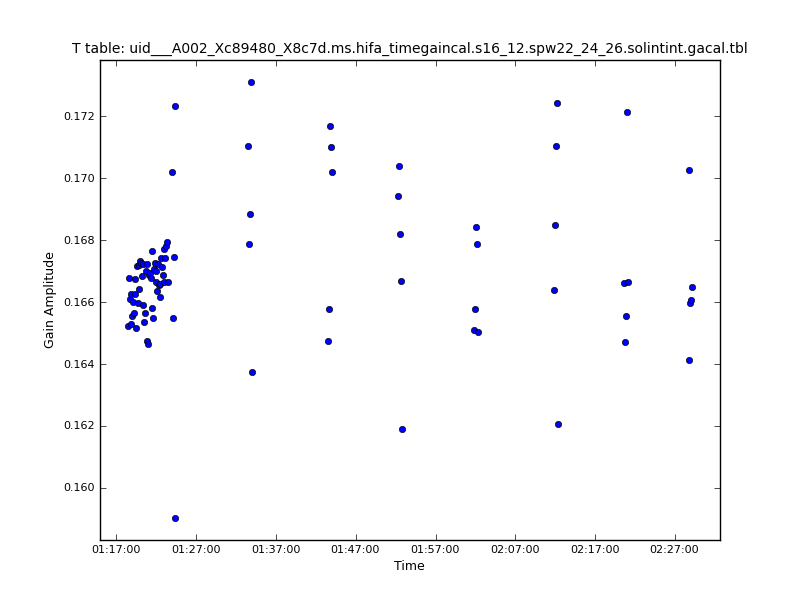 T table: uid___A002_Xc89480_X8c7d.ms.hifa_timegaincal.s16_12.spw22_24_26.solintint.gacal.tbl
0.172
0.170
0.168
0.166
0.164
0.162
0.160
Gain Amplitude
01:17:00 01:27:00 01:37:00 01:47:00 01:57:00 02:07:00 02:17:00 02:27:00
Time